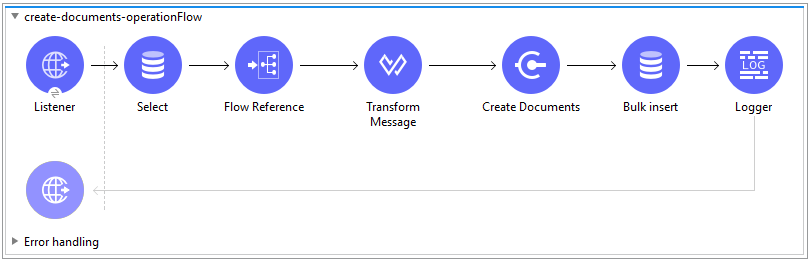 create-documents-operationFlow
LOG
Listener
Select
Flow Reference
Transform
Message
Create Documents
Bulk insert
Logger
Error handling